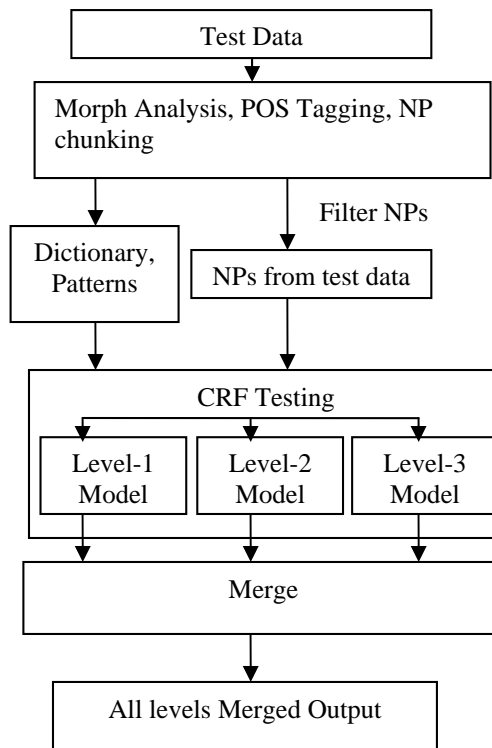 Test Data
Morph Analysis, POS Tagging, NP
chunking
Filter NPs
Dictionary,
Patterns
NPs from test data
CRF Testing
Level-1
Model
Level-2
Model
Level-3
Model
Merge
All levels Merged Output